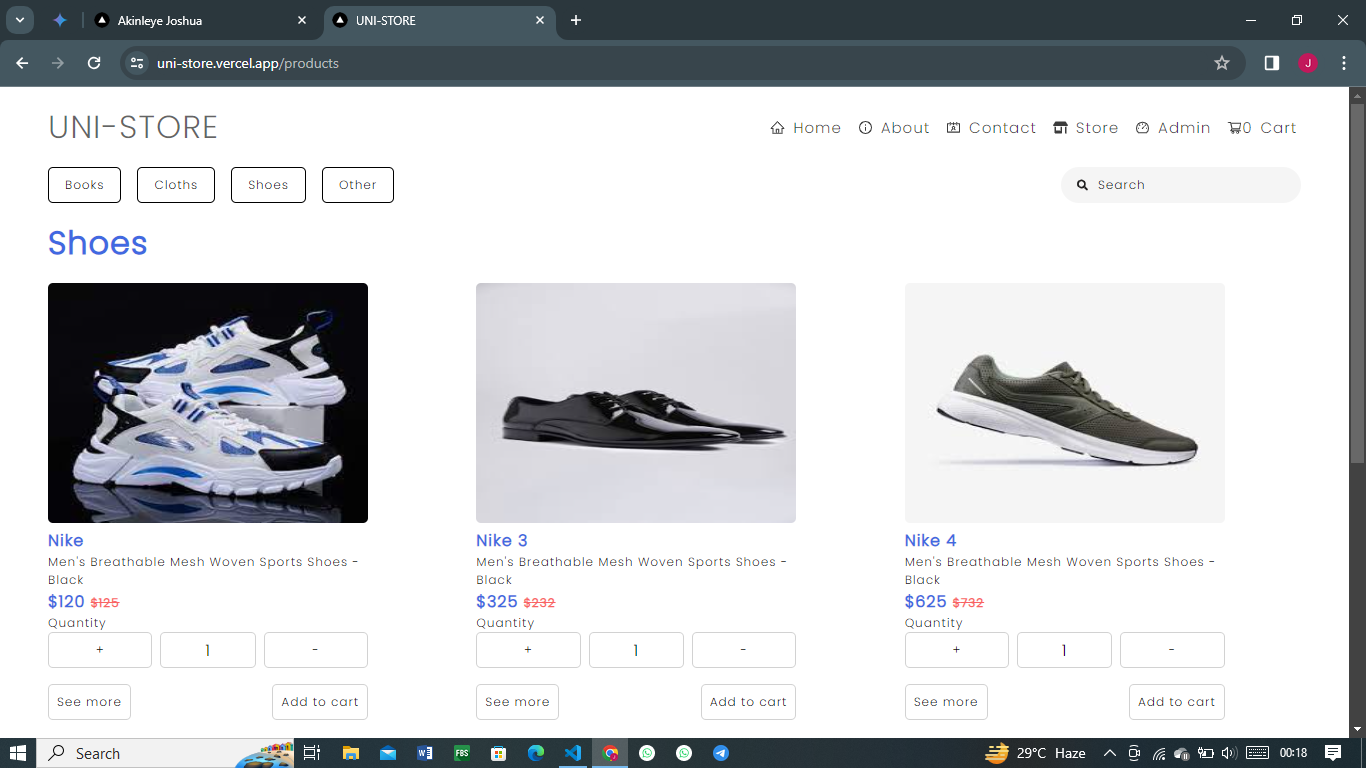 Akinleye Joshua
UNI-STORE
uni-store.vercel.app/products
J
UNI-STORE
Home About Contact Store Admin 0 Cart
Books Cloths Shoes Other Search
Shoes
Nike
Men's Breathable Mesh Woven Sports Shoes -
Black
$120 $125
Quantity
+ 1 -
See more Add to cart
Nike 3
Men's Breathable Mesh Woven Sports Shoes -
Black
$325 $232
Quantity
+ 1 -
See more Add to cart
Nike 4
Men's Breathable Mesh Woven Sports Shoes -
Black
$625 $732
Quantity
+ 1 -
See more Add to cart
Search FBS 29°C Haze 00:18